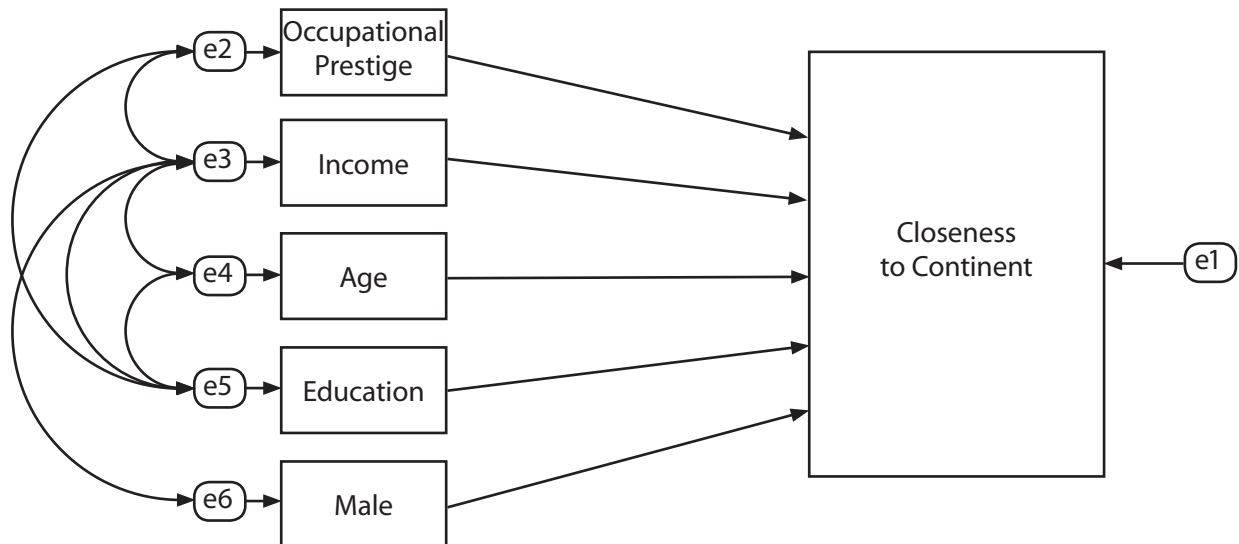 Occupational
Prestige
e2
Income
e3
Age
e4
Education
e5
Male
e6
Closeness
to Continent
e1